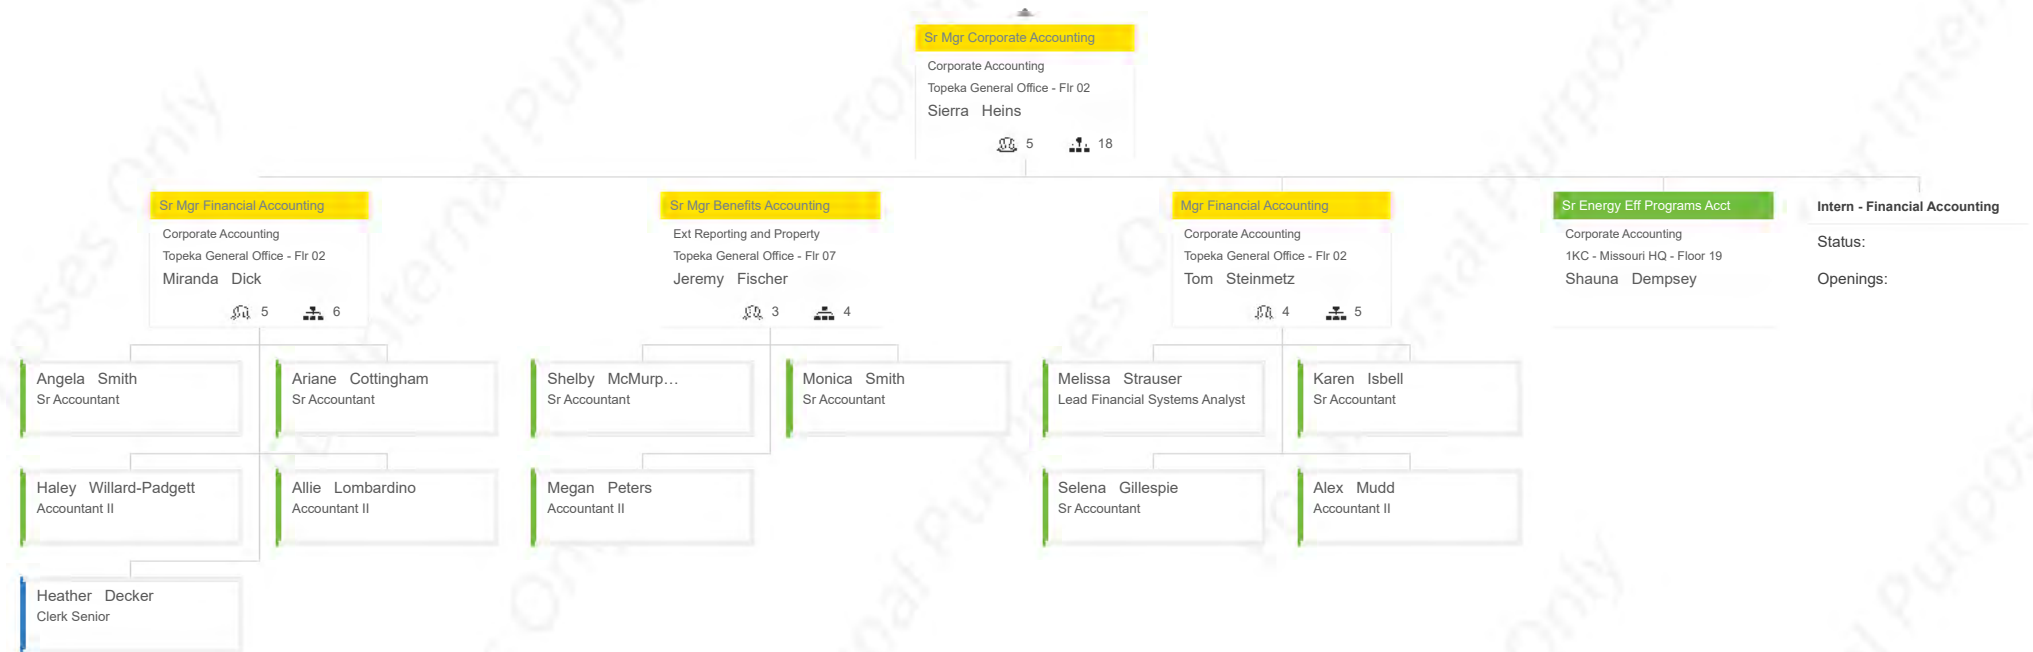 Sr Mgr Corporate Accounting
Corporate Accounting
Topeka General Office - Flr 02
Sierra Heins
5 18
Sr Mgr Financial Accounting
Corporate Accounting
Topeka General Office - Flr 02
Miranda Dick
5 6
Sr Mgr Benefits Accounting
Ext Reporting and Property
Topeka General Office - Flr 07
Jeremy Fischer
3 4
Mgr Financial Accounting
Corporate Accounting
Topeka General Office - Flr 02
Tom Steinmetz
4 5
Sr Energy Eff Programs Acct
Corporate Accounting
1KC - Missouri HQ - Floor 19
Shauna Dempsey
Intern - Financial Accounting
Status:
Openings:
Angela Smith
Sr Accountant
Ariane Cottingham
Sr Accountant
Haley Willard-Padgett
Accountant II
Allie Lombardino
Accountant II
Heather Decker
Clerk Senior
Shelby McMurp…
Sr Accountant
Monica Smith
Sr Accountant
Megan Peters
Accountant II
Melissa Strauser
Lead Financial Systems Analyst
Karen Isbell
Sr Accountant
Selena Gillespie
Sr Accountant
Alex Mudd
Accountant II